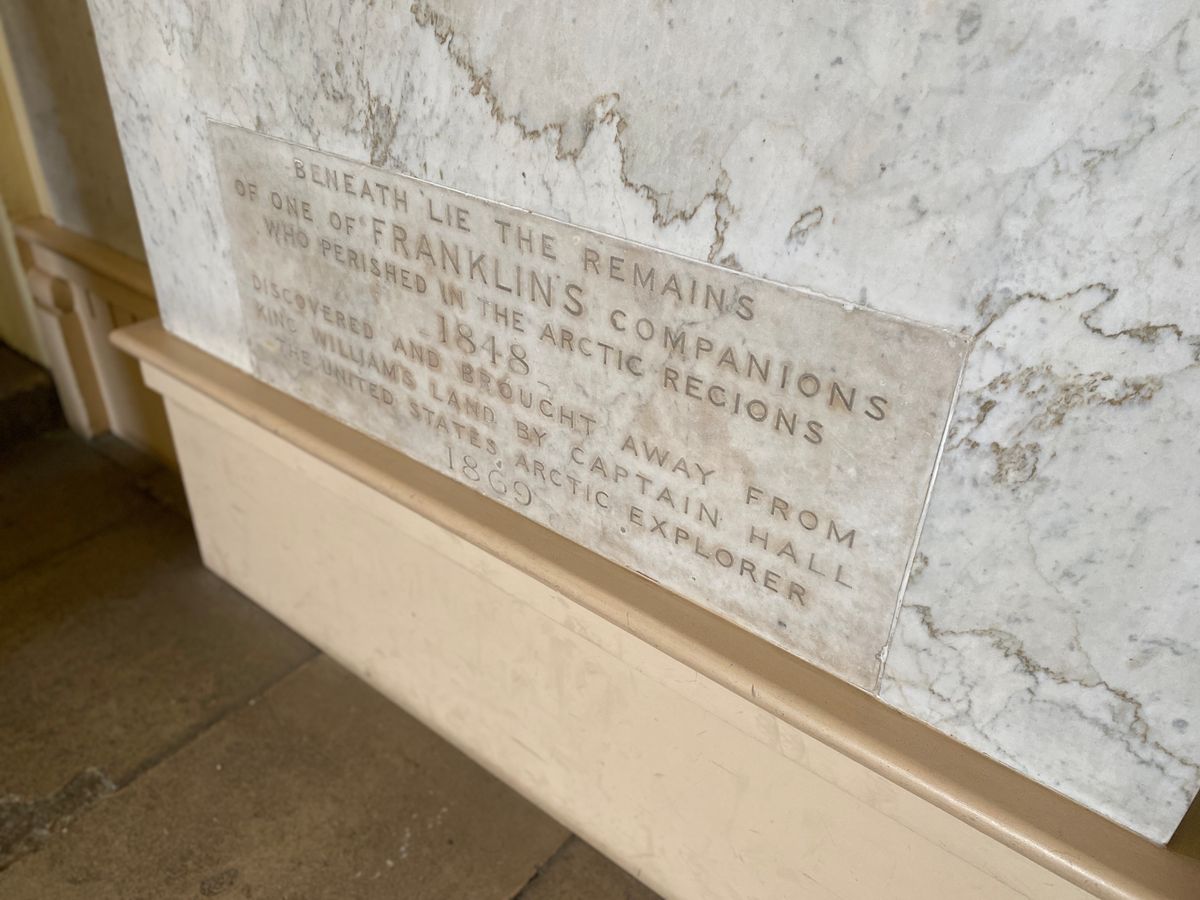 BENEATH LIE THE REMAINS
OF ONE OF FRANKLIN'S COMPANIONS
WHO PERISHED IN THE ARCTIC REGIONS
1848
DISCOVERED AND BROUGHT AWAY FROM
KING WILLIAM'S LAND BY CAPTAIN HALL
THE UNITED STATES ARCTIC EXPLORER
1869